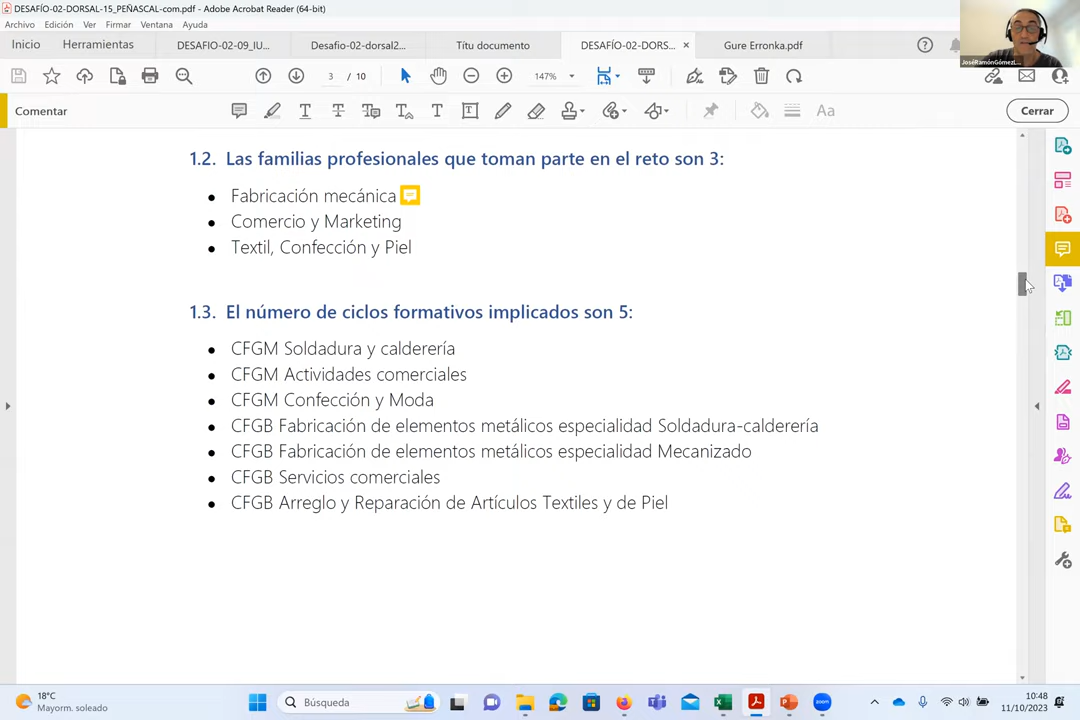 DESAFÍO-02-DORSAL-15_PEÑASCAL-com.pdf - Adobe Acrobat Reader (64-bit)
Archivo Edición Ver Firmar Ventana Ayuda
Inicio Herramientas DESAFIO-02-09_IU... Desafio-02-dorsal2... Títu documento DESAFÍO-02-DORS... × Gure Erronka.pdf
JoséRamónGómezL...
3 / 10 147%
Comentar Cerrar
1.2. Las familias profesionales que toman parte en el reto son 3:
• Fabricación mecánica
• Comercio y Marketing
• Textil, Confección y Piel
1.3. El número de ciclos formativos implicados son 5:
• CFGM Soldadura y calderería
• CFGM Actividades comerciales
• CFGM Confección y Moda
• CFGB Fabricación de elementos metálicos especialidad Soldadura-calderería
• CFGB Fabricación de elementos metálicos especialidad Mecanizado
• CFGB Servicios comerciales
• CFGB Arreglo y Reparación de Artículos Textiles y de Piel
18°C
Mayorm. soleado
Búsqueda
zoom
10:48
11/10/2023